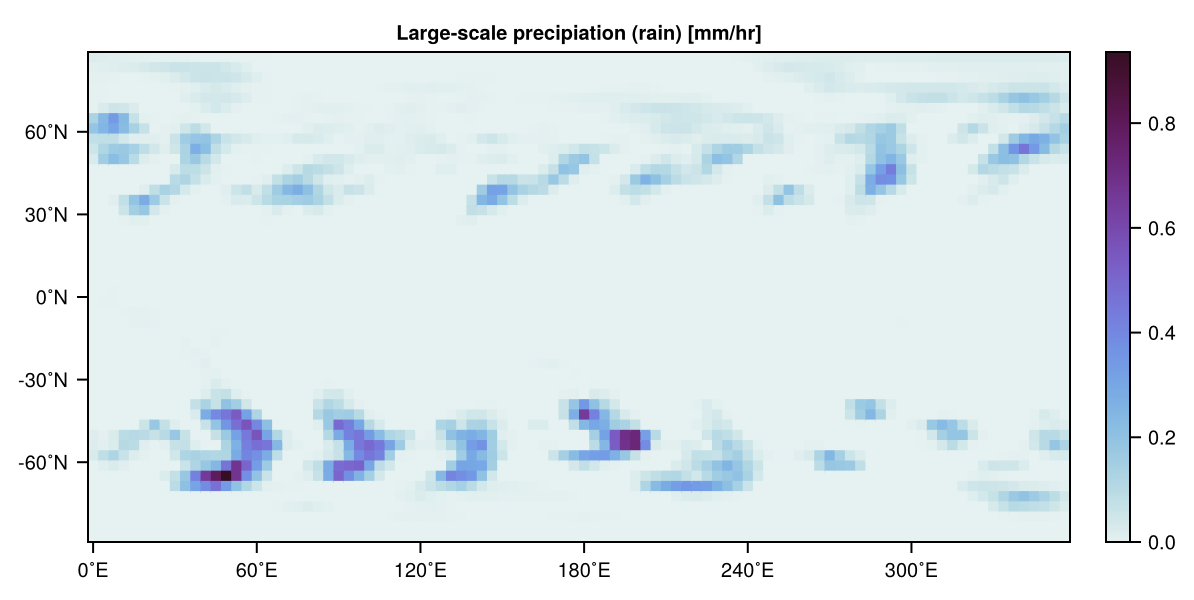 Large-scale precipiation (rain) [mm/hr]
60˚N
30˚N
0˚N
-30˚N
-60˚N
0˚E 60˚E 120˚E 180˚E 240˚E 300˚E
0.8
0.6
0.4
0.2
0.0